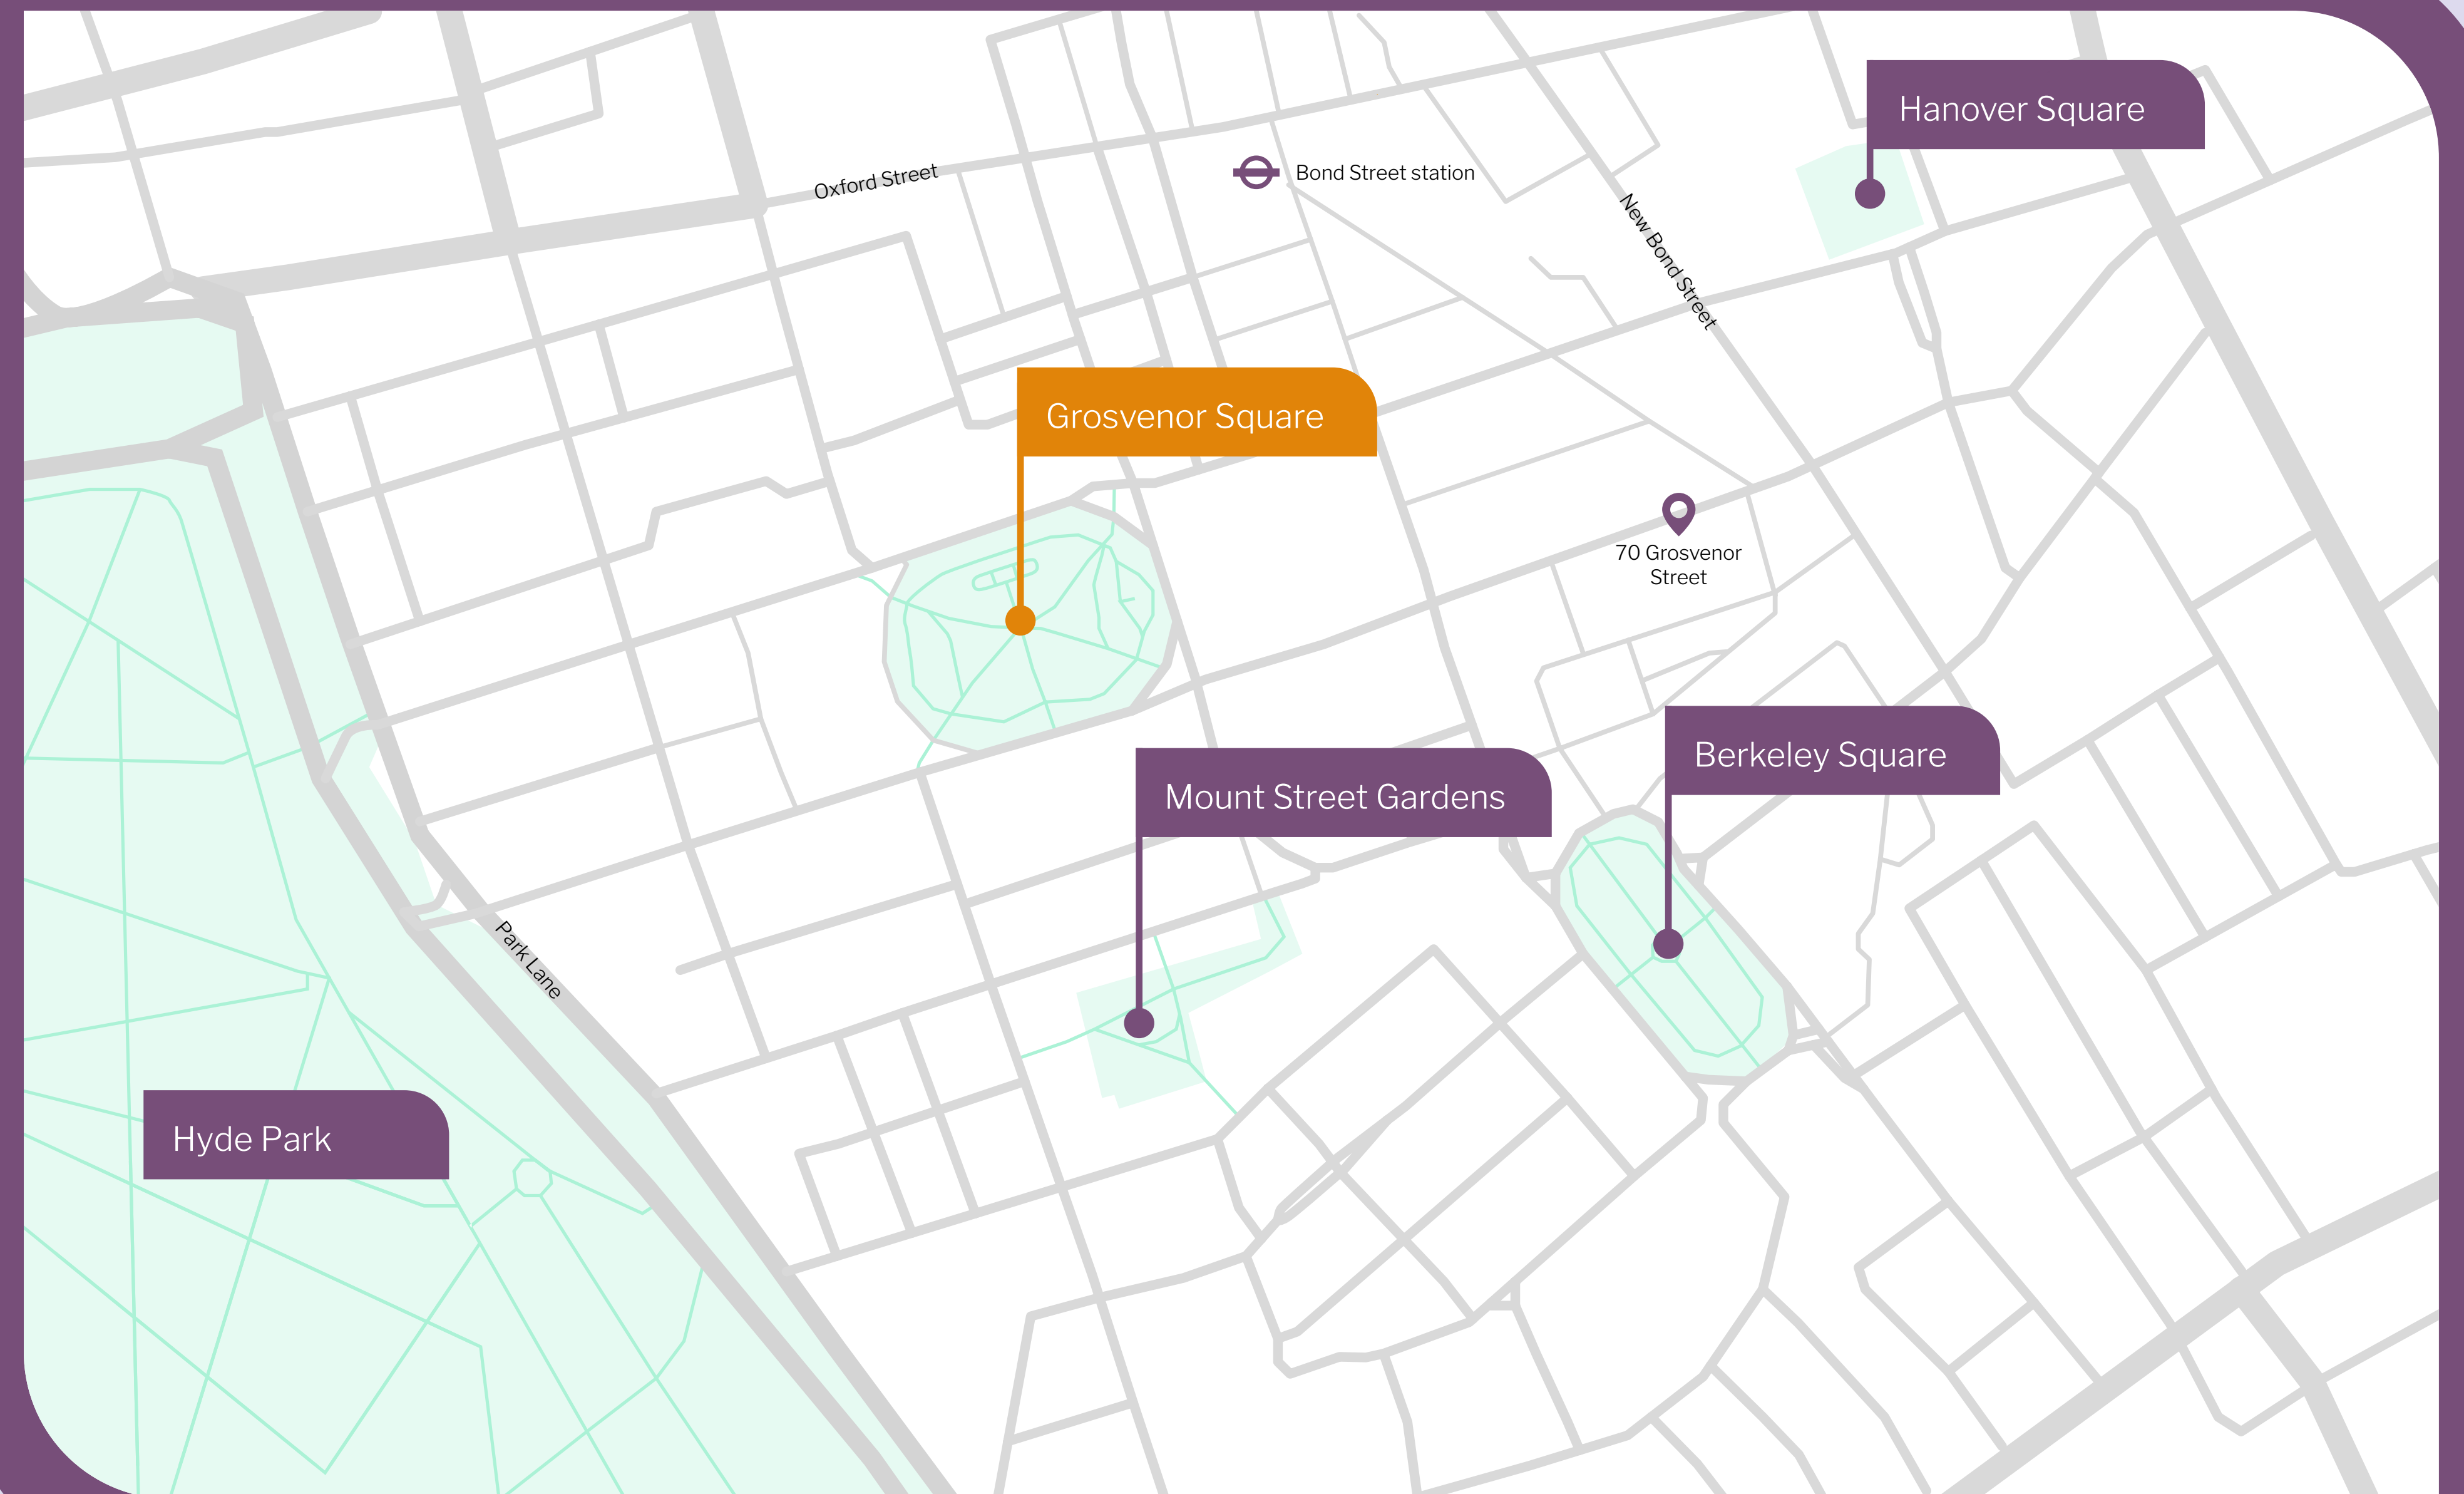 Hanover Square
Oxford Street
Bond Street station
New Bond Street
Grosvenor Square
70 Grosvenor
Street
Berkeley Square
Mount Street Gardens
Park Lane
Hyde Park